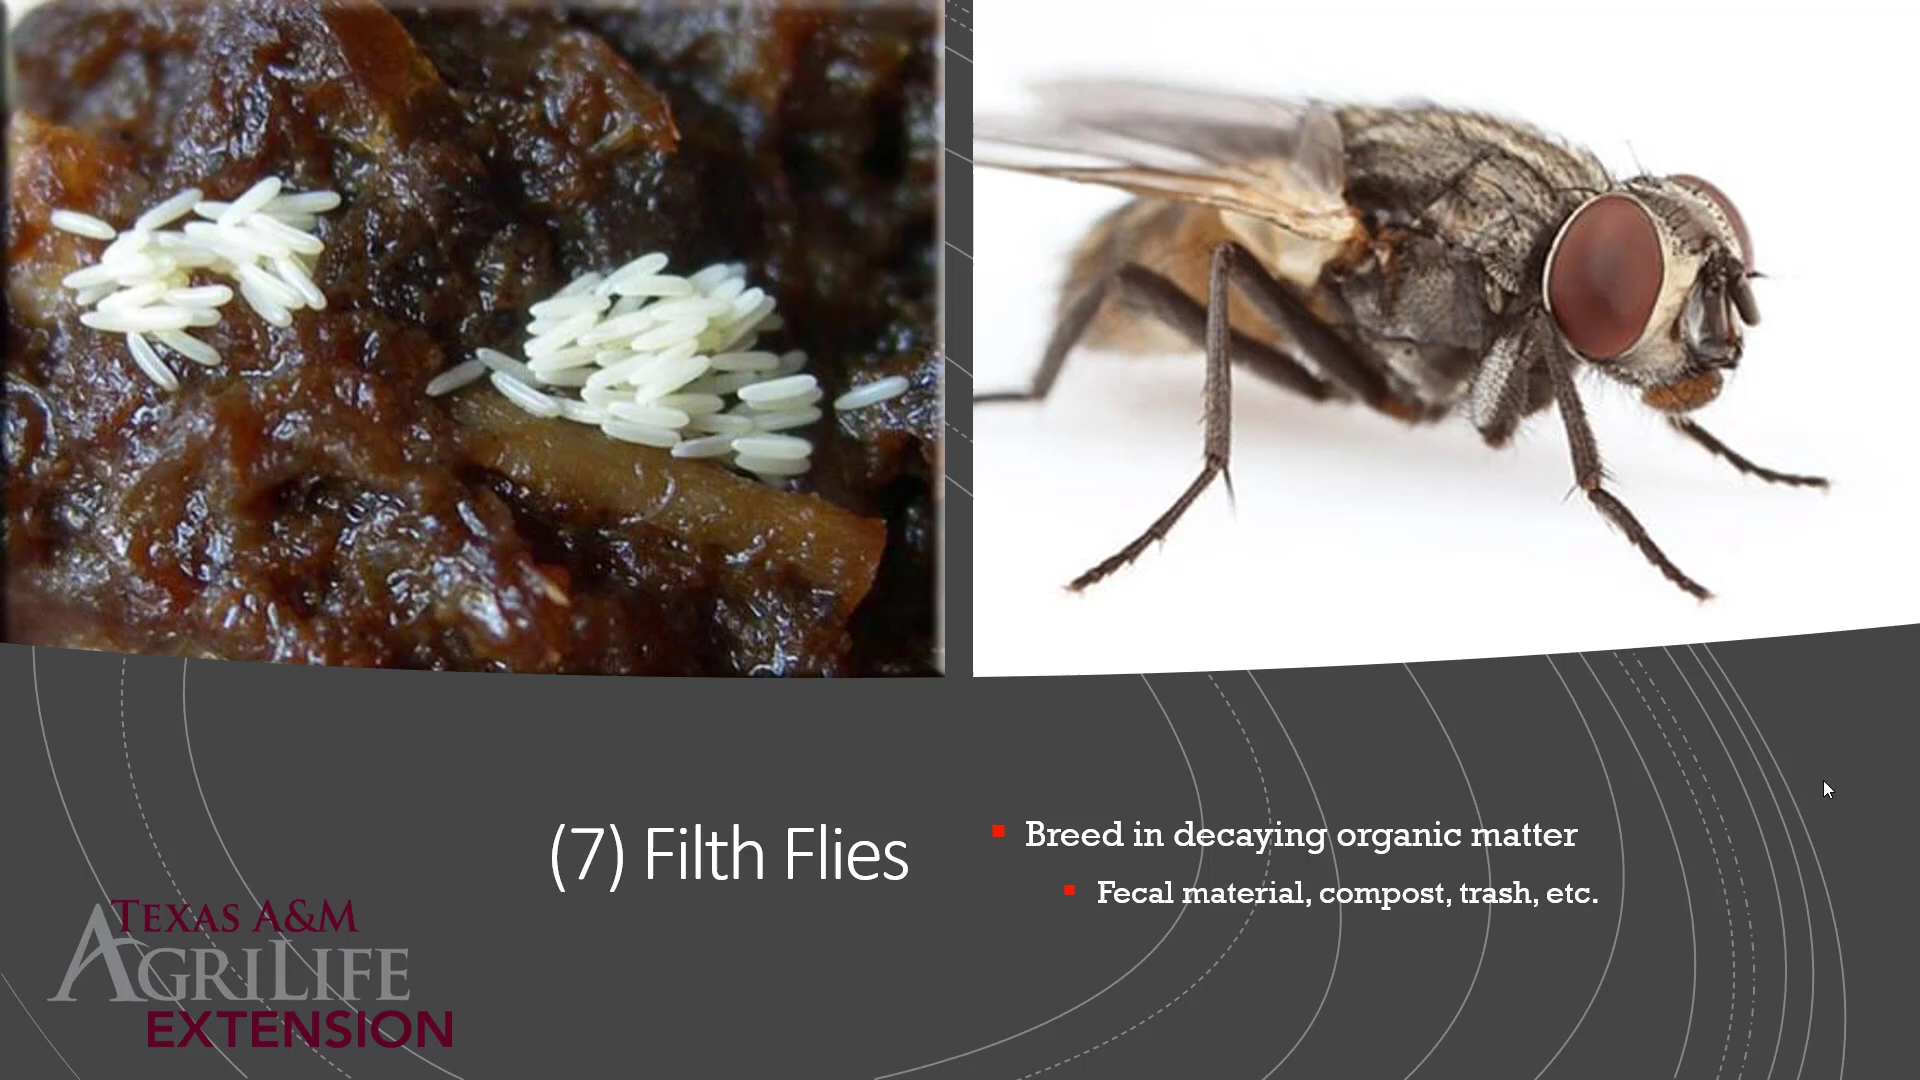 (7) Filth Flies
Breed in decaying organic matter
Fecal material, compost, trash, etc.
TEXAS A&M
AGRILIFE
EXTENSION